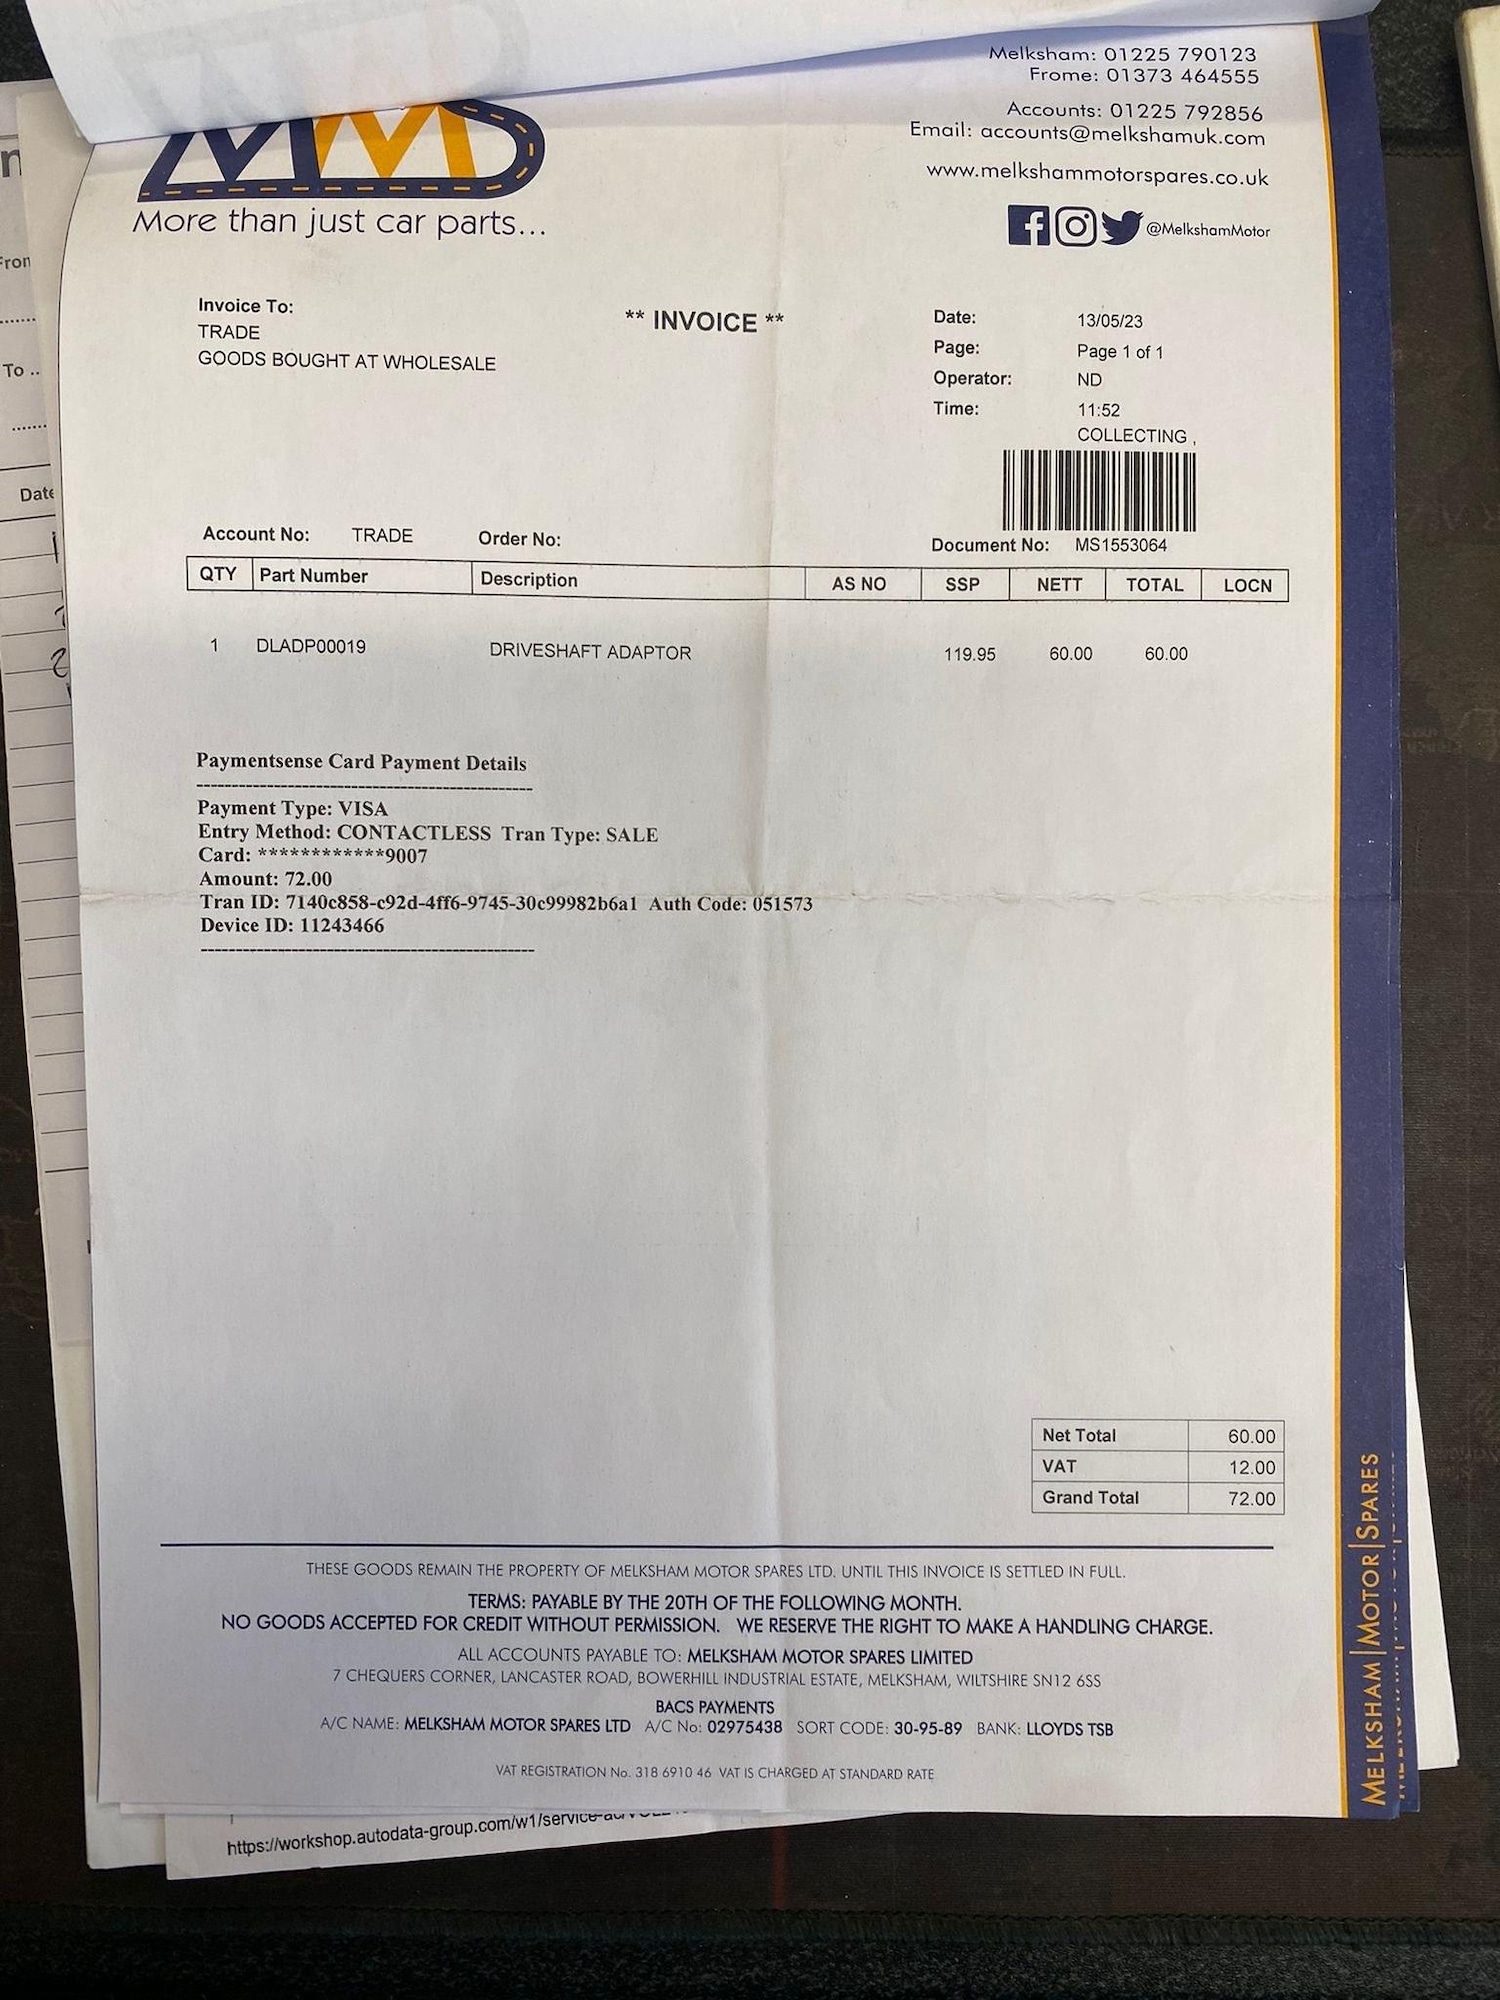 Melksham: 01225 790123
Frome: 01373 464555
Accounts: 01225 792856
Email: accounts@melkshamuk.com
www.melkshammotorspares.co.uk
@MelkshamMotor
MMS
More than just car parts...
Invoice To:
TRADE
GOODS BOUGHT AT WHOLESALE
** INVOICE **
Date: 13/05/23
Page: Page 1 of 1
Operator: ND
Time: 11:52
COLLECTING ,
Account No: TRADE Order No:
Document No: MS1553064
QTY Part Number Description AS NO SSP NETT TOTAL LOCN
1 DLADP00019 DRIVESHAFT ADAPTOR 119.95 60.00 60.00
Paymentsense Card Payment Details
------------------------------------------------
Payment Type: VISA
Entry Method: CONTACTLESS Tran Type: SALE
Card: ************9007
Amount: 72.00
Tran ID: 7140c858-c92d-4ff6-9745-30c99982b6a1 Auth Code: 051573
Device ID: 11243466
------------------------------------------------
Net Total 60.00
VAT 12.00
Grand Total 72.00
THESE GOODS REMAIN THE PROPERTY OF MELKSHAM MOTOR SPARES LTD. UNTIL THIS INVOICE IS SETTLED IN FULL.
TERMS: PAYABLE BY THE 20TH OF THE FOLLOWING MONTH.
NO GOODS ACCEPTED FOR CREDIT WITHOUT PERMISSION. WE RESERVE THE RIGHT TO MAKE A HANDLING CHARGE.
ALL ACCOUNTS PAYABLE TO: MELKSHAM MOTOR SPARES LIMITED
7 CHEQUERS CORNER, LANCASTER ROAD, BOWERHILL INDUSTRIAL ESTATE, MELKSHAM, WILTSHIRE SN12 6SS
BACS PAYMENTS
A/C NAME: MELKSHAM MOTOR SPARES LTD A/C No: 02975438 SORT CODE: 30-95-89 BANK: LLOYDS TSB
VAT REGISTRATION No. 318 6910 46 VAT IS CHARGED AT STANDARD RATE
MELKSHAM|MOTOR|SPARES
To ..
Date
https://workshop.autodata-group.com/w1/service-